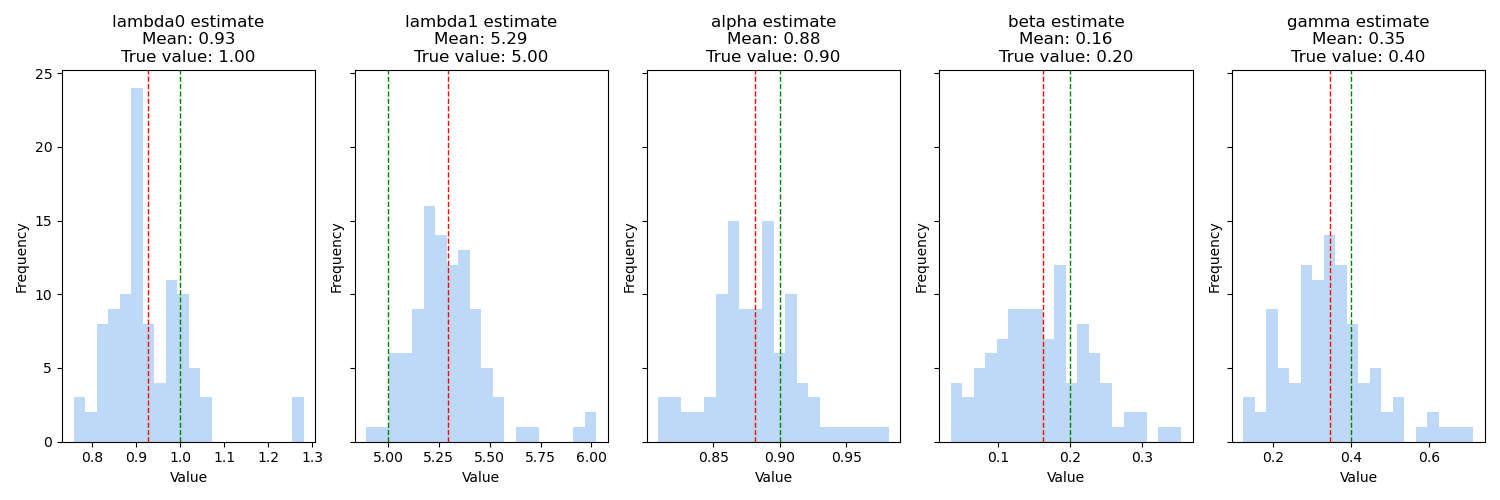 lambda0 estimate
Mean: 0.93
True value: 1.00
lambda1 estimate
Mean: 5.29
True value: 5.00
alpha estimate
Mean: 0.88
True value: 0.90
beta estimate
Mean: 0.16
True value: 0.20
gamma estimate
Mean: 0.35
True value: 0.40
25
20
15
10
5
0
Frequency
Frequency
Frequency
Frequency
Frequency
0.8 0.9 1.0 1.1 1.2 1.3
5.00 5.25 5.50 5.75 6.00
0.85 0.90 0.95
0.1 0.2 0.3
0.2 0.4 0.6
Value
Value
Value
Value
Value